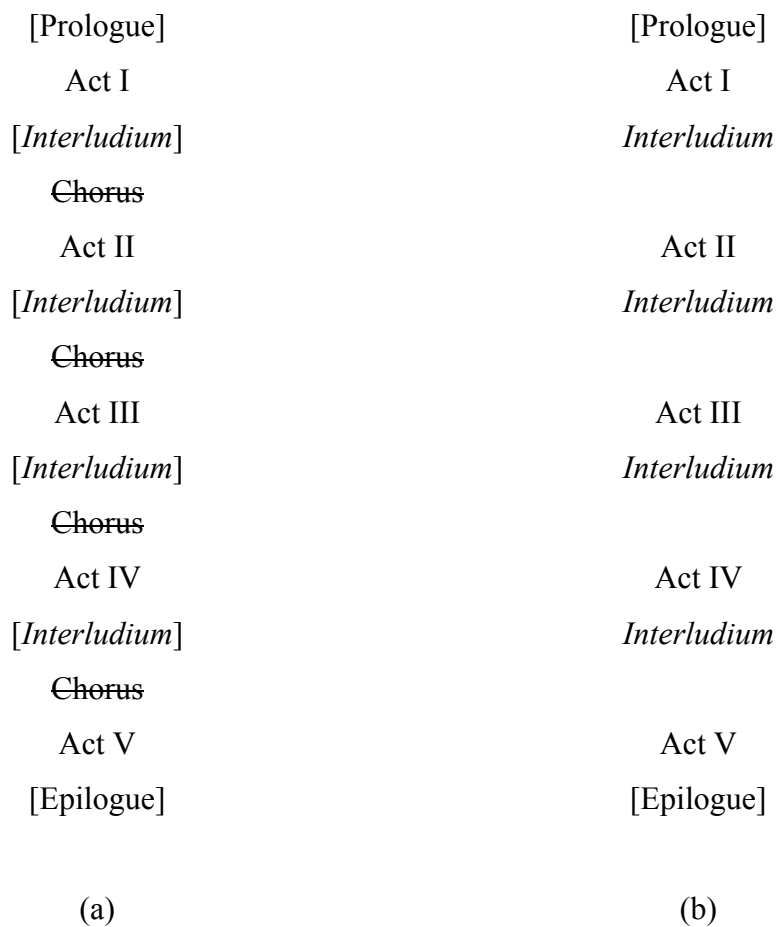 [Prologue] [Prologue]
Act I Act I
[Interludium] Interludium
Chorus
Act II Act II
[Interludium] Interludium
Chorus
Act III Act III
[Interludium] Interludium
Chorus
Act IV Act IV
[Interludium] Interludium
Chorus
Act V Act V
[Epilogue] [Epilogue]
(a) (b)